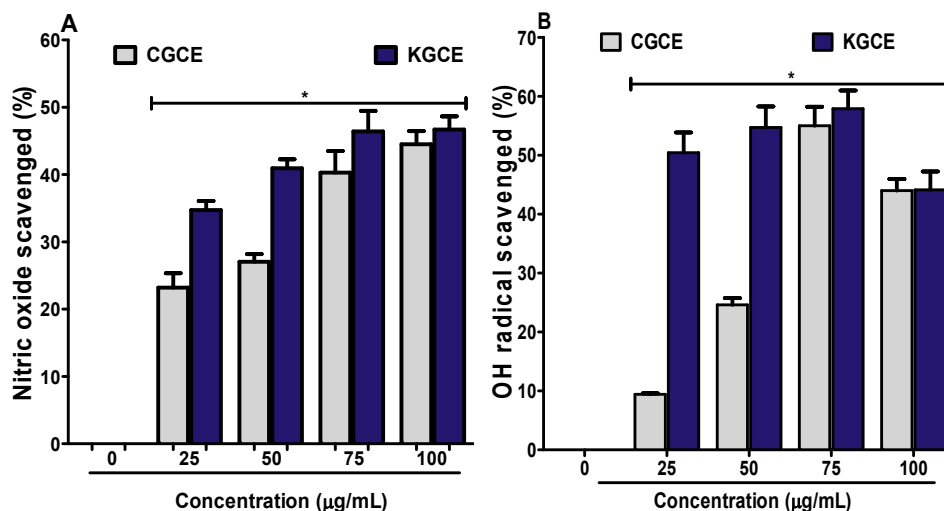 A
CGCE
KGCE
*
Nitric oxide scavenged (%)
60
50
40
30
20
10
0
0 25 50 75 100
Concentration (μg/mL)
B
CGCE
KGCE
*
OH radical scavenged (%)
70
60
50
40
30
20
10
0
0 25 50 75 100
Concentration (μg/mL)